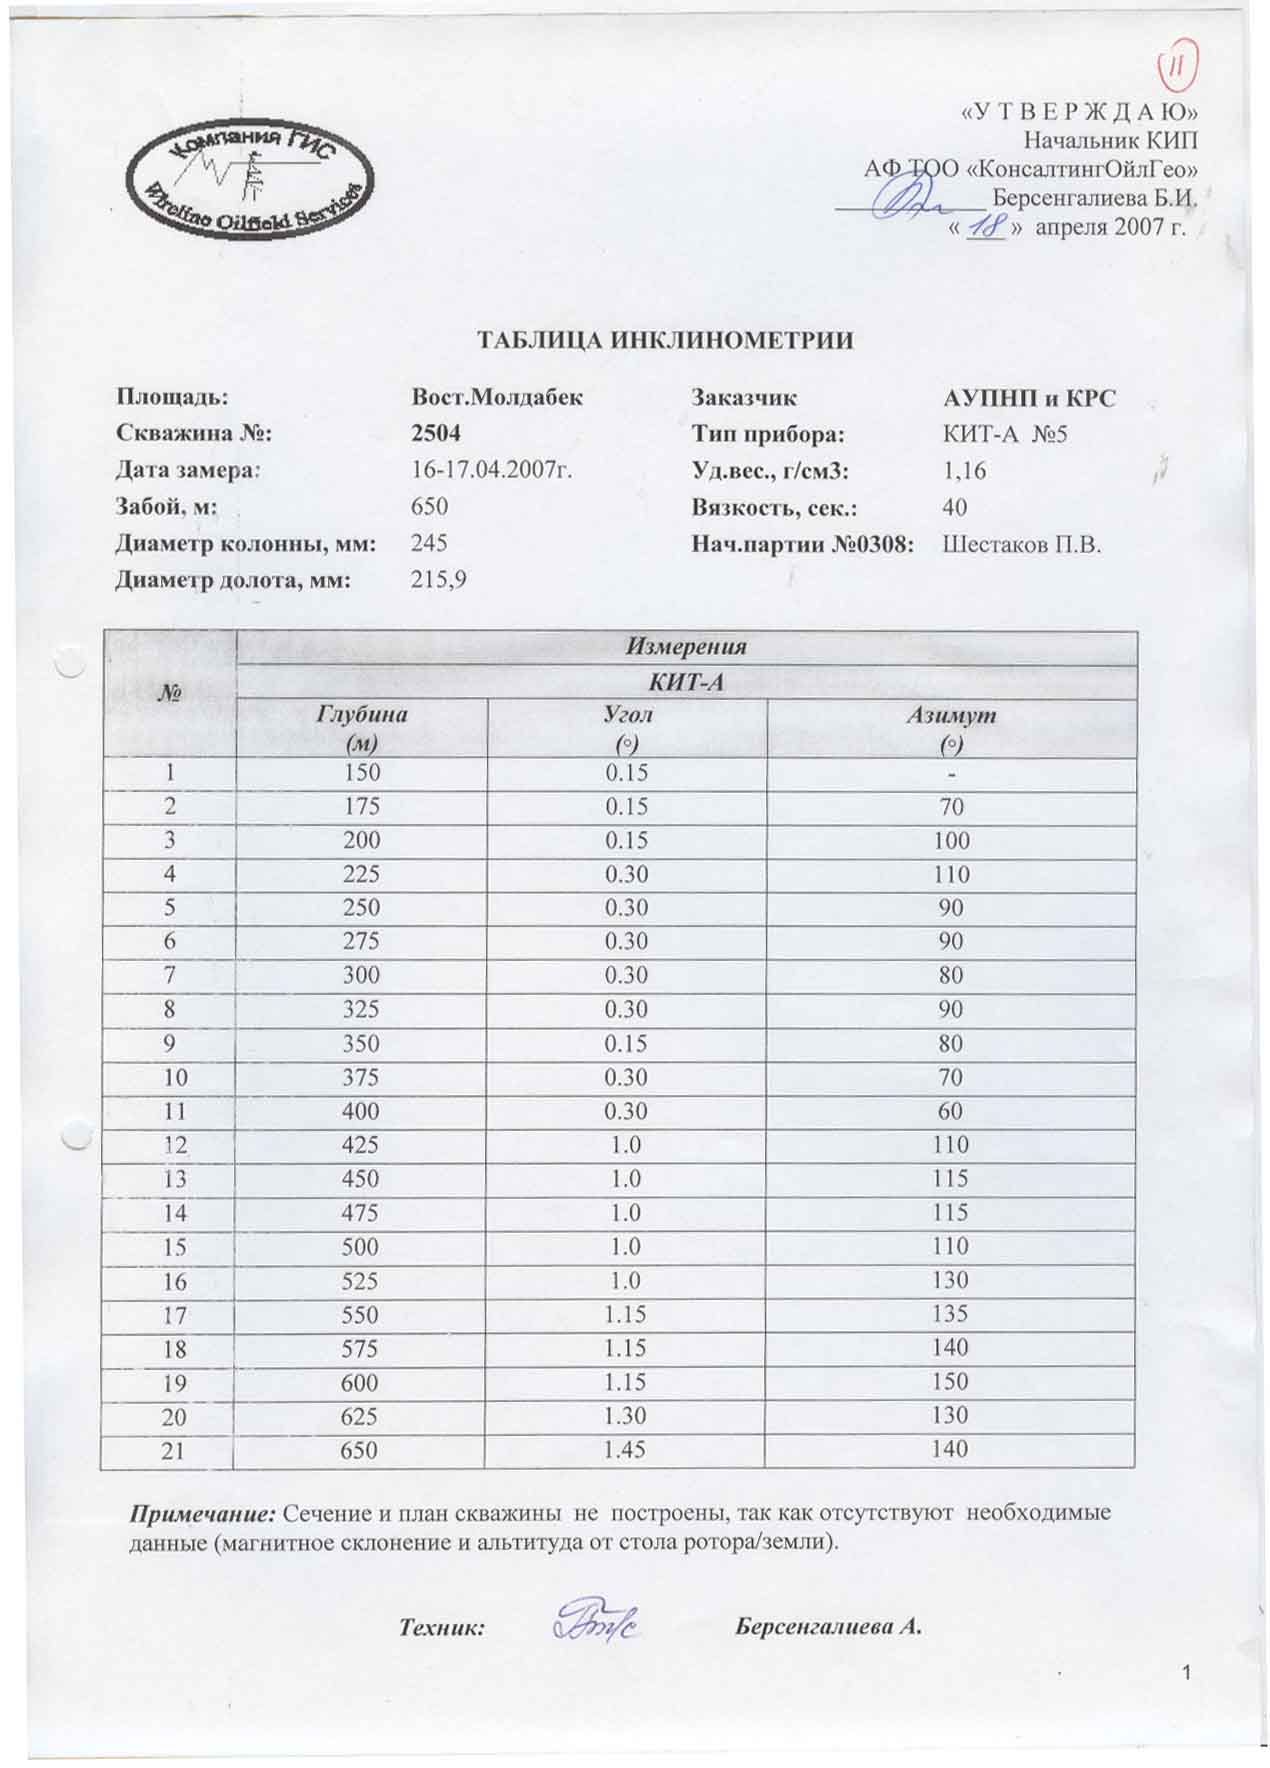 11
«У Т В Е Р Ж Д А Ю»
Начальник КИП
АФ ТОО «КонсалтингОйлГео»
Берсенгалиева Б.И.
« 18 » апреля 2007 г.
Компания ГИС
Wireline Oilfield Services
ТАБЛИЦА ИНКЛИНОМЕТРИИ
Площадь: Вост.Молдабек Заказчик АУПНП и КРС
Скважина №: 2504 Тип прибора: КИТ-А №5
Дата замера: 16-17.04.2007г. Уд.вес., г/см3: 1,16
Забой, м: 650 Вязкость, сек.: 40
Диаметр колонны, мм: 245 Нач.партии №0308: Шестаков П.В.
Диаметр долота, мм: 215,9
Измерения
№ КИТ-А
Глубина Угол Азимут
(м) (°) (°)
1 150 0.15 -
2 175 0.15 70
3 200 0.15 100
4 225 0.30 110
5 250 0.30 90
6 275 0.30 90
7 300 0.30 80
8 325 0.30 90
9 350 0.15 80
10 375 0.30 70
11 400 0.30 60
12 425 1.0 110
13 450 1.0 115
14 475 1.0 115
15 500 1.0 110
16 525 1.0 130
17 550 1.15 135
18 575 1.15 140
19 600 1.15 150
20 625 1.30 130
21 650 1.45 140
Примечание: Сечение и план скважины не построены, так как отсутствуют необходимые
данные (магнитное склонение и альтитуда от стола ротора/земли).
Техник: Берсенгалиева А.
1